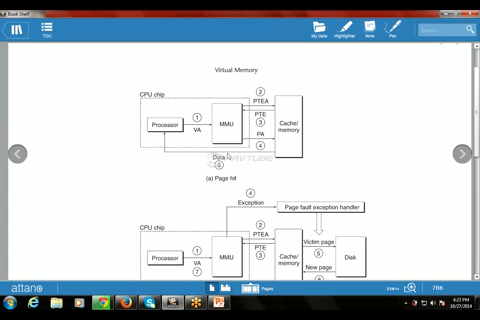 Book Shelf
TOC
My Data
Highlighter
Note
Pen
Search
Virtual Memory
CPU chip
Processor
1
VA
MMU
2
PTEA
PTE
3
PA
4
Cache/
memory
Data
5
(a) Page hit
4
Exception
Page fault exception handler
CPU chip
2
PTEA
Victim page
Processor
1
VA
7
MMU
PTE
3
Cache/
memory
5
New page
Disk
attano
Pages
786
4:23 PM
10/27/2014